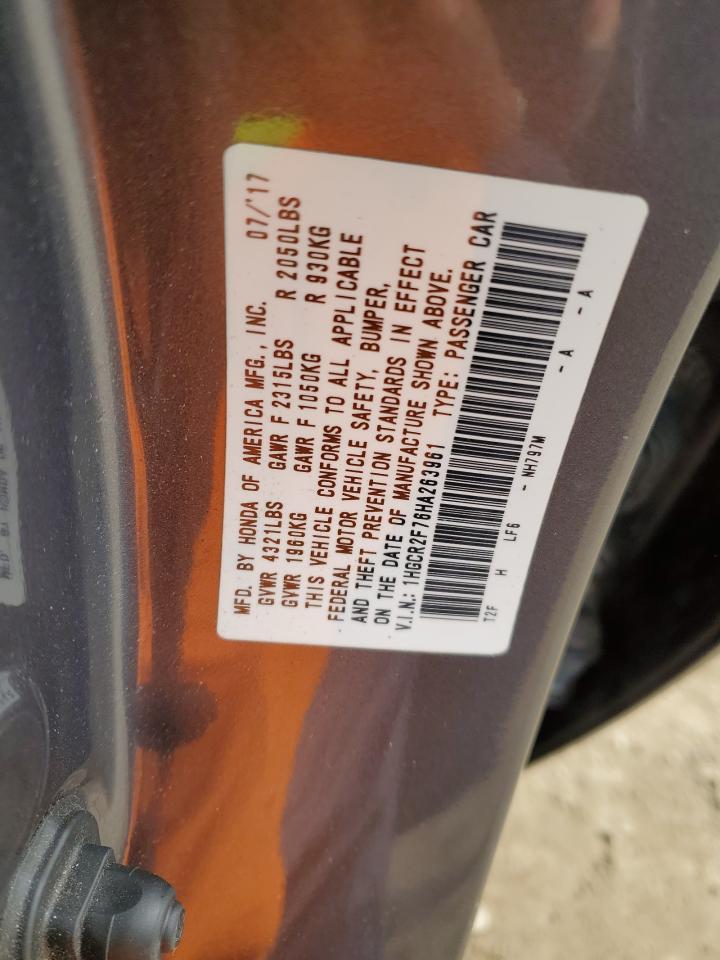 MFD. BY HONDA OF AMERICA MFG., INC. 07/'17
GVWR 4321LBS GAWR F 2315LBS R 2050LBS
GVWR 1960KG GAWR F 1050KG R 930KG
THIS VEHICLE CONFORMS TO ALL APPLICABLE
FEDERAL MOTOR VEHICLE SAFETY, BUMPER,
AND THEFT PREVENTION STANDARDS IN EFFECT
ON THE DATE OF MANUFACTURE SHOWN ABOVE.
V.I.N.: 1HGCR2F76HA263961 TYPE: PASSENGER CAR
T2F H LF6 - NH797M - A - A